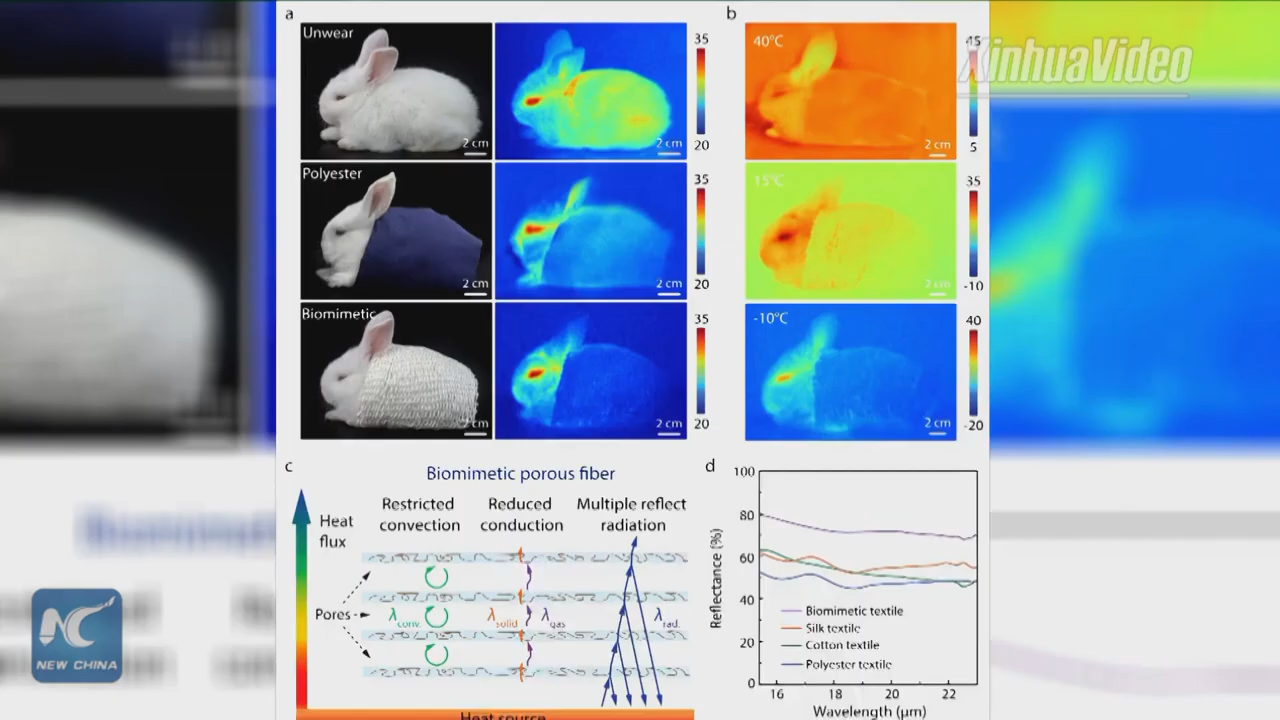 a
b
Unwear
2 cm
2 cm
35
20
40°C
2 cm
45
5
XinhuaVideo
Polyester
2 cm
2 cm
35
20
15°C
2 cm
35
-10
Biomimetic
2 cm
35
20
-10°C
2 cm
40
-20
c
Biomimetic porous fiber
Heat
flux
Restricted
convection
Reduced
conduction
Multiple reflect
radiation
Pores
λconv.
λsolid
λgas
λrad.
Heat source
d
Reflectance (%)
100
80
60
40
20
0
Biomimetic textile
Silk textile
Cotton textile
Polyester textile
16
18
20
22
Wavelength (μm)
NC
NEW CHINA